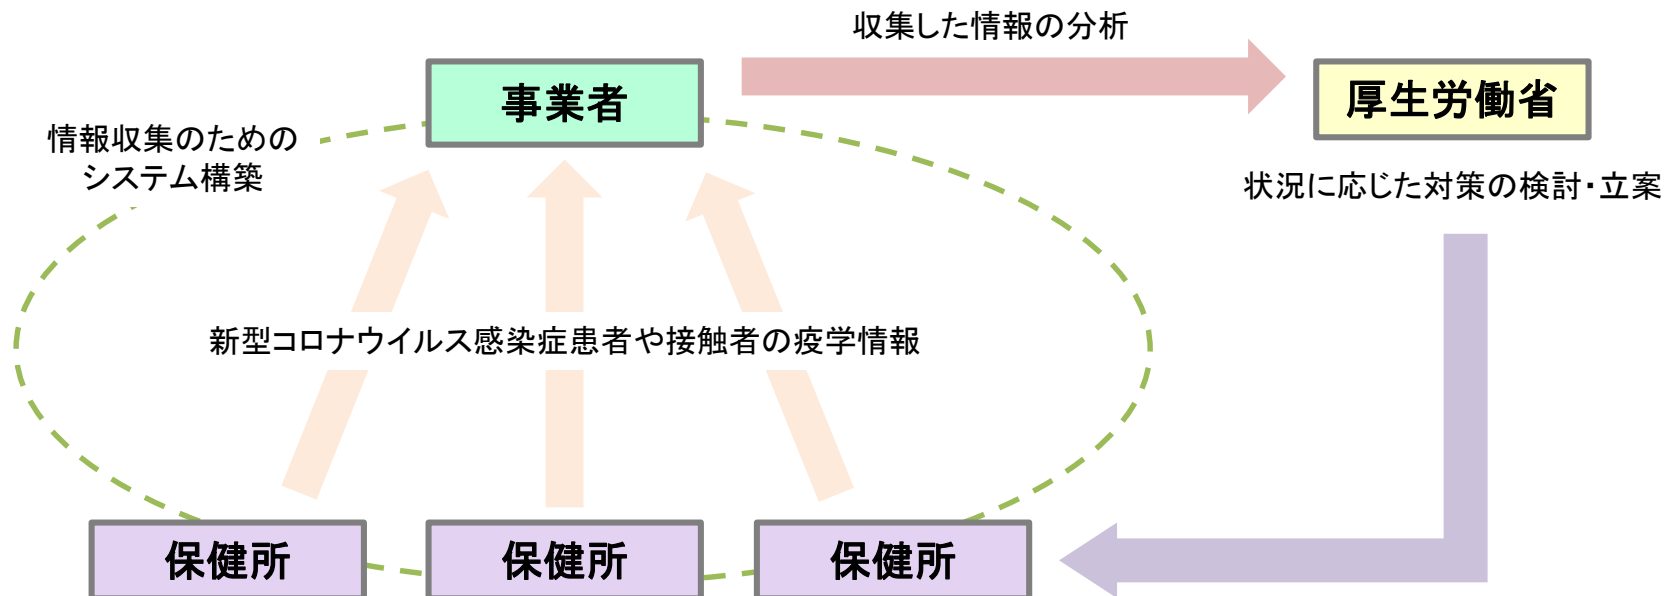 収集した情報の分析
事業者
厚生労働省
情報収集のための
システム構築
状況に応じた対策の検討・立案
新型コロナウイルス感染症患者や接触者の疫学情報
保健所
保健所
保健所